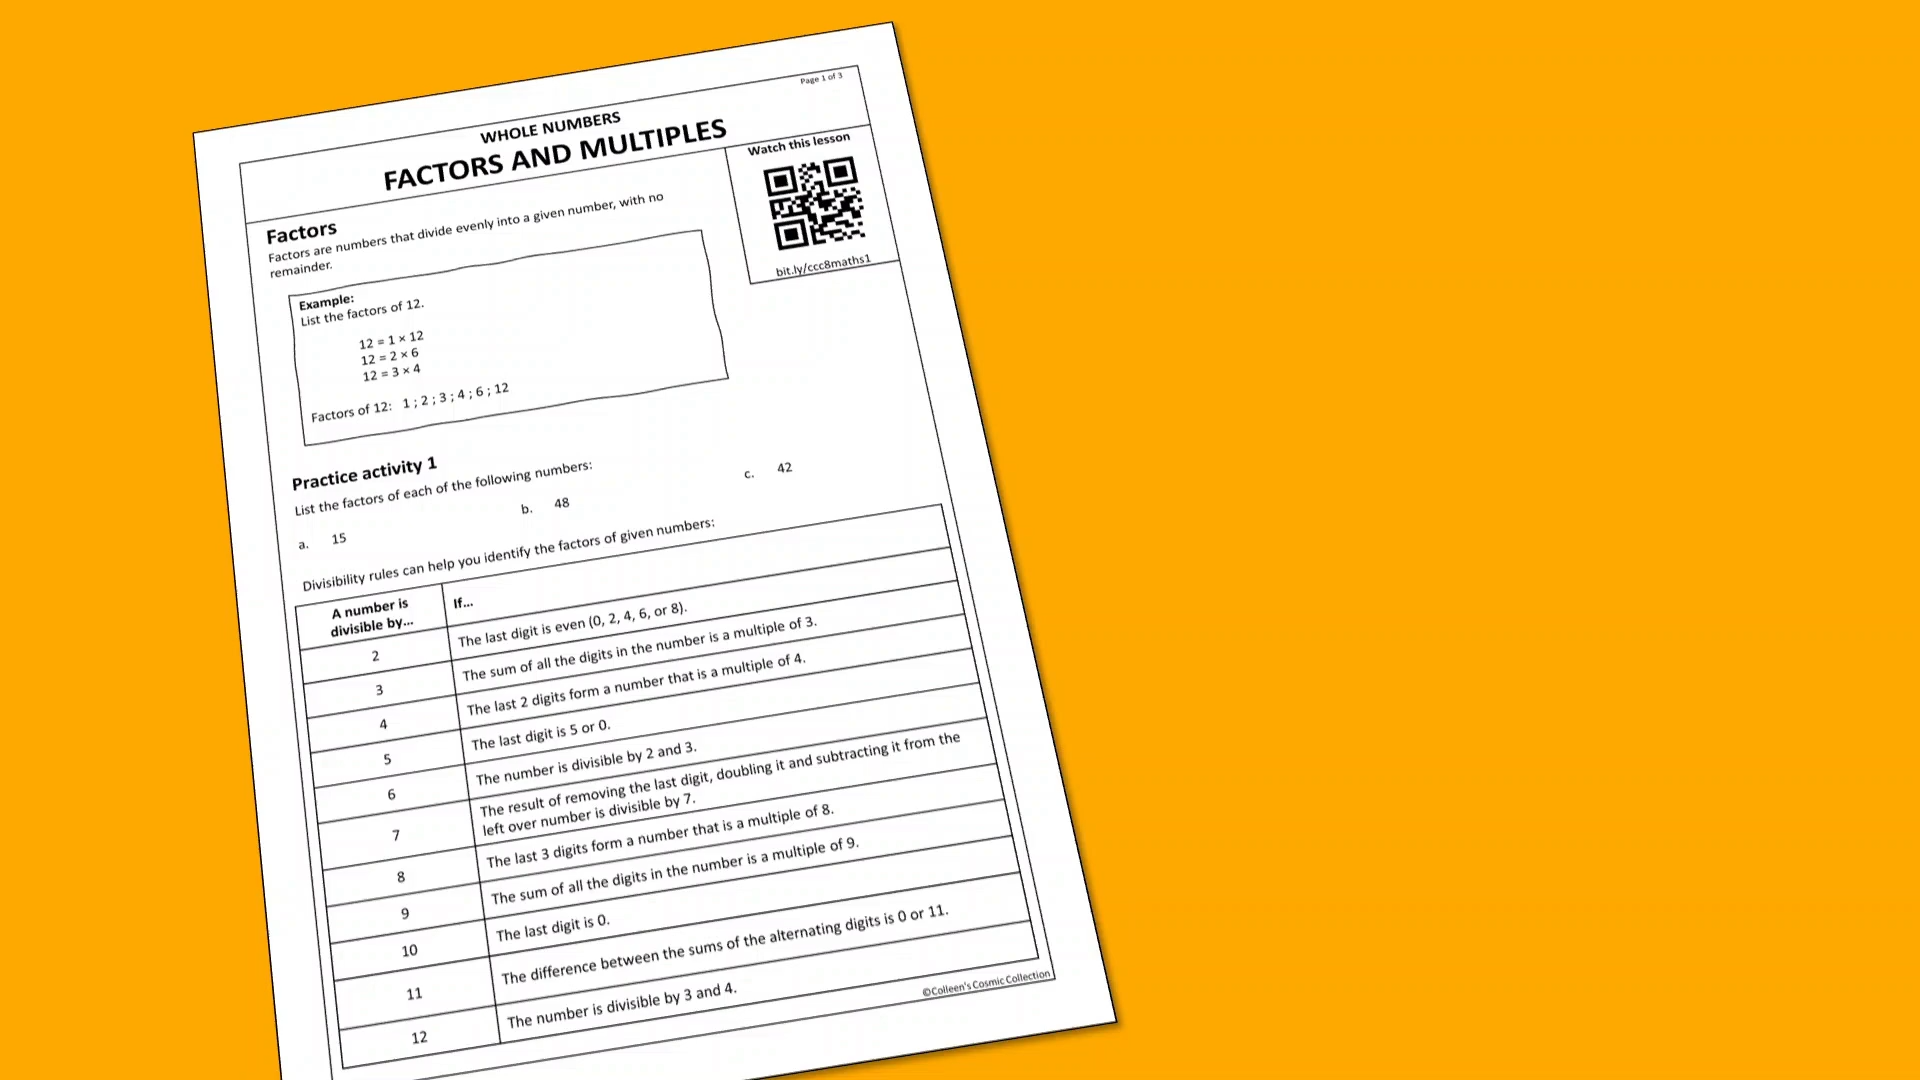 Page 1 of 3
WHOLE NUMBERS
FACTORS AND MULTIPLES
Watch this lesson
bit.ly/ccc8maths1
Factors
Factors are numbers that divide evenly into a given number, with no
remainder.
Example:
List the factors of 12.
12 = 1 × 12
12 = 2 × 6
12 = 3 × 4
Factors of 12: 1 ; 2 ; 3 ; 4 ; 6 ; 12
Practice activity 1
List the factors of each of the following numbers:
a. 15 b. 48 c. 42
Divisibility rules can help you identify the factors of given numbers:
A number is
divisible by...
If...
2 The last digit is even (0, 2, 4, 6, or 8).
3 The sum of all the digits in the number is a multiple of 3.
4 The last 2 digits form a number that is a multiple of 4.
5 The last digit is 5 or 0.
6 The number is divisible by 2 and 3.
7 The result of removing the last digit, doubling it and subtracting it from the
left over number is divisible by 7.
8 The last 3 digits form a number that is a multiple of 8.
9 The sum of all the digits in the number is a multiple of 9.
10 The last digit is 0.
11 The difference between the sums of the alternating digits is 0 or 11.
12 The number is divisible by 3 and 4.
©Colleen's Cosmic Collection